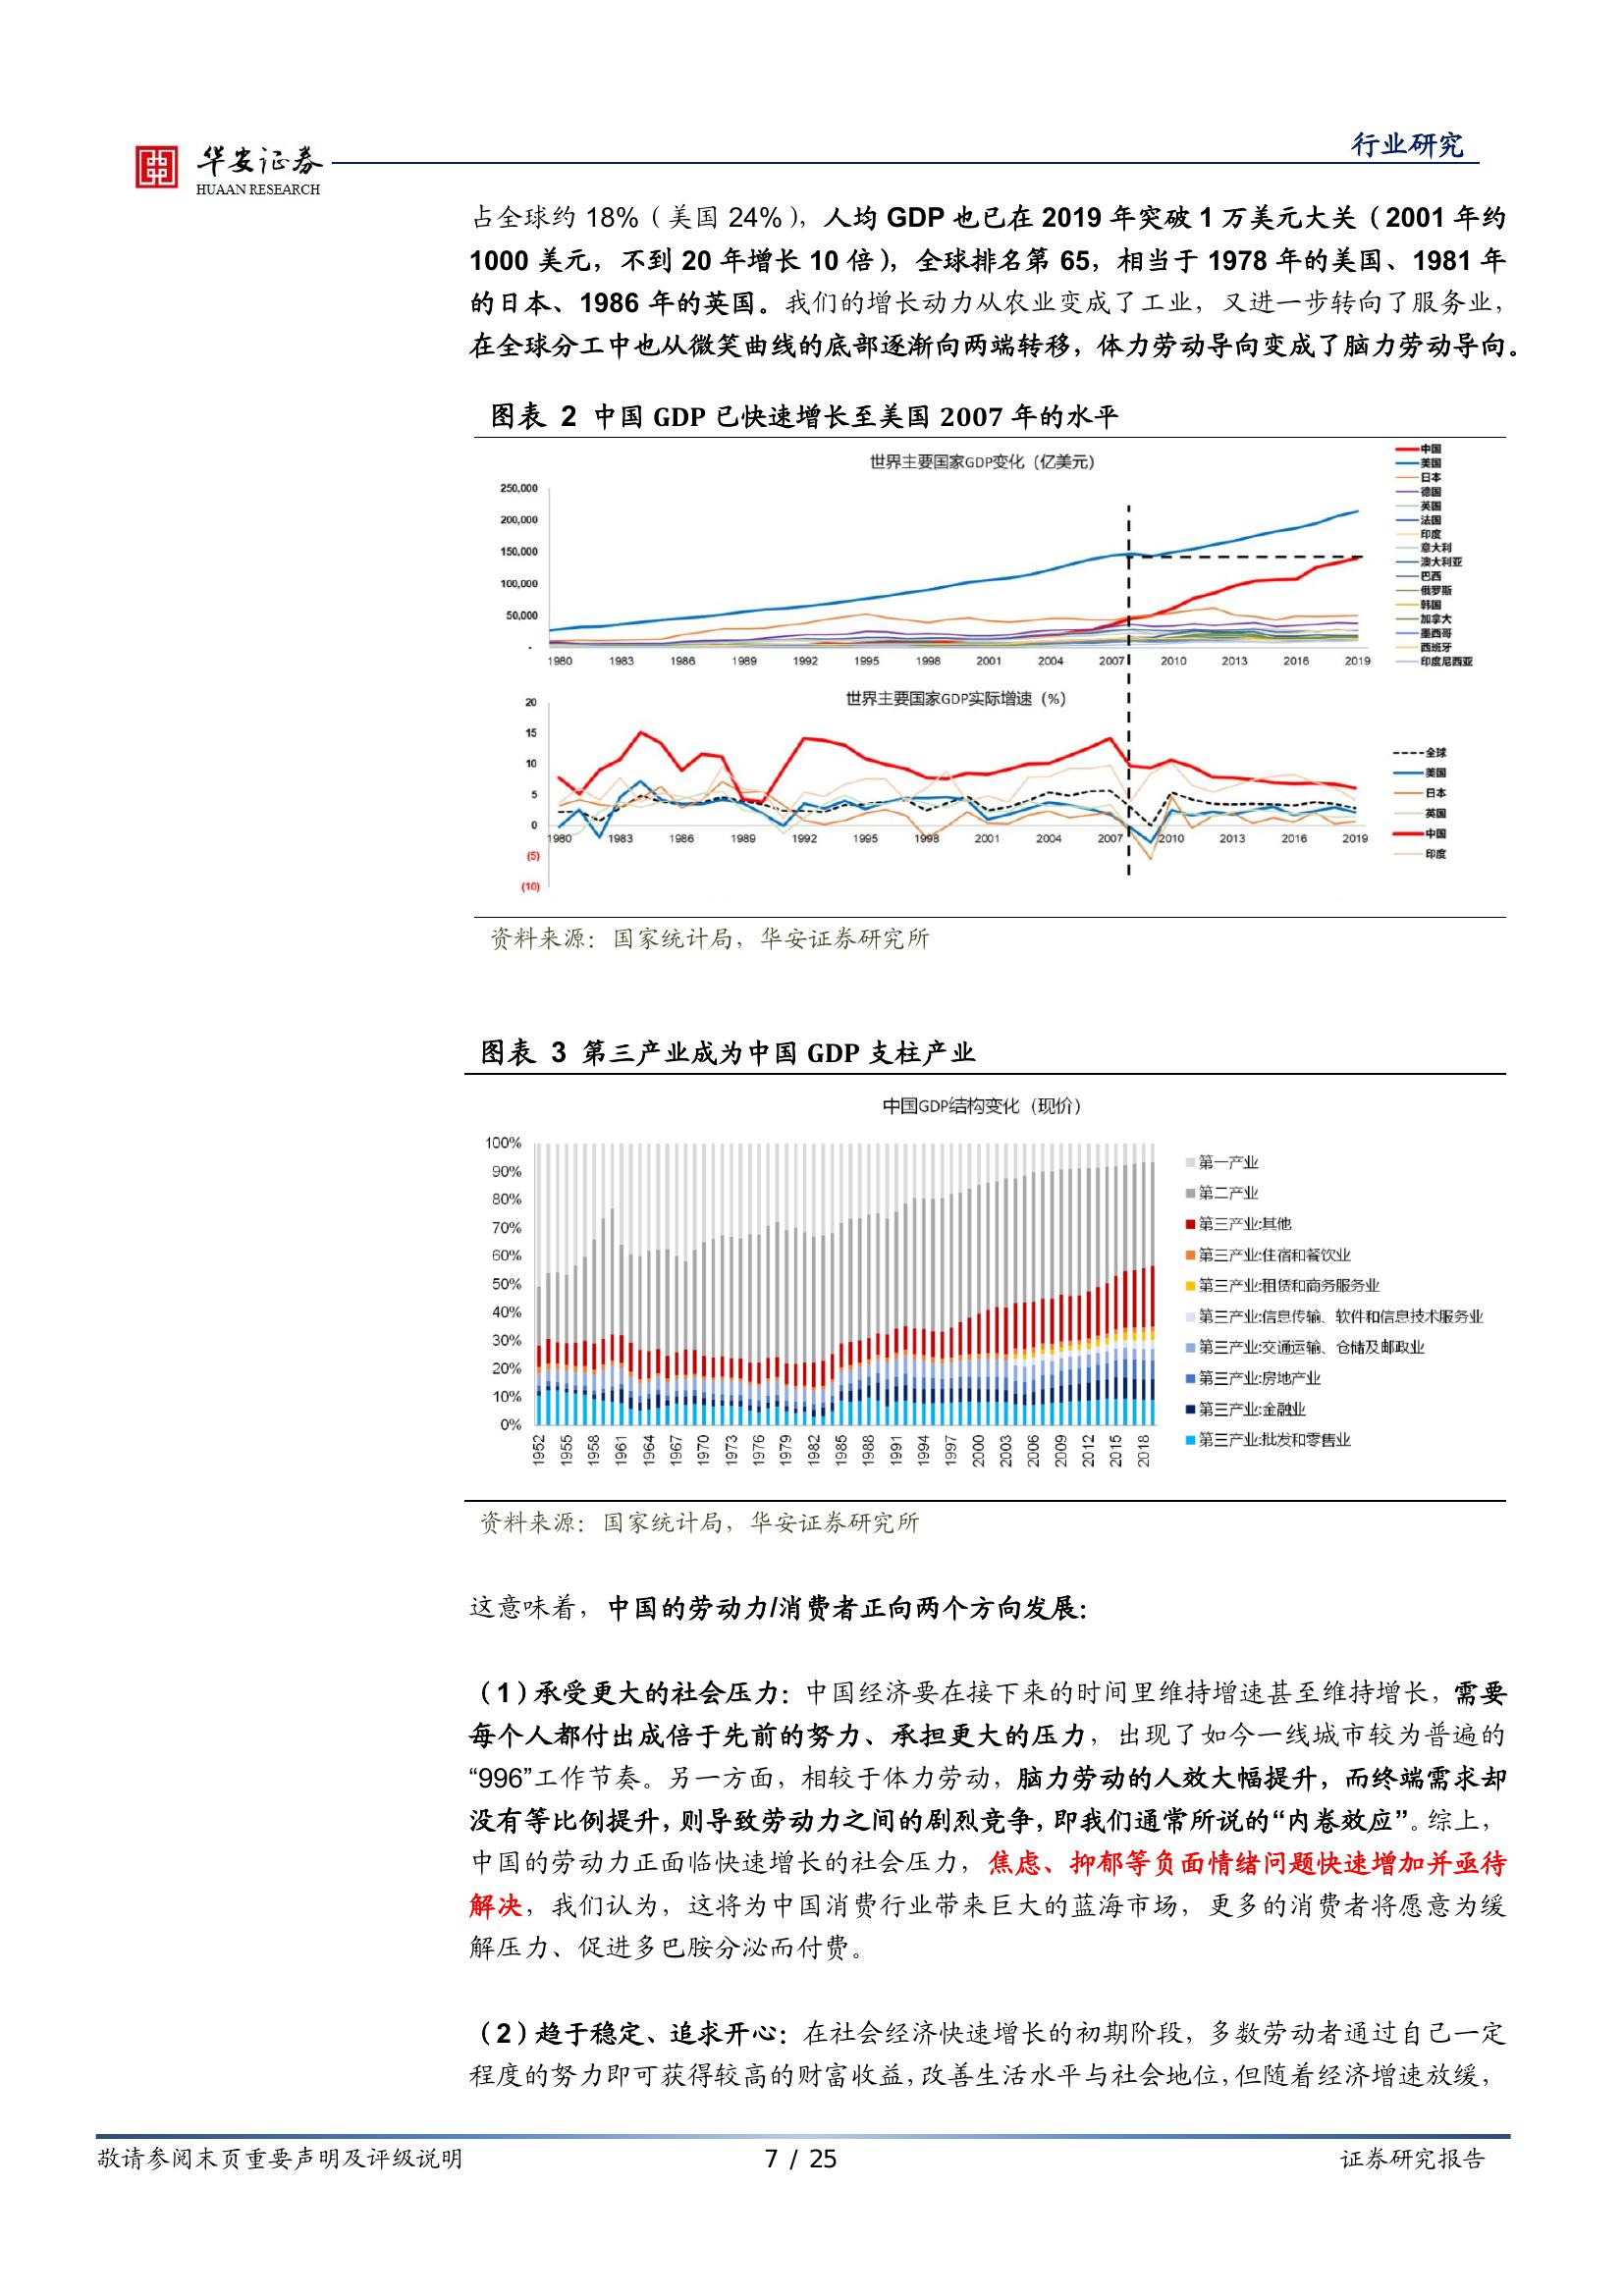 华安证券
HUAAN RESEARCH
行业研究
占全球约 18%（美国 24%），人均 GDP 也已在 2019 年突破 1 万美元大关（2001 年约
1000 美元，不到 20 年增长 10 倍），全球排名第 65，相当于 1978 年的美国、1981 年
的日本、1986 年的英国。我们的增长动力从农业变成了工业，又进一步转向了服务业，
在全球分工中也从微笑曲线的底部逐渐向两端转移，体力劳动导向变成了脑力劳动导向。
图表 2 中国 GDP 已快速增长至美国 2007 年的水平
世界主要国家GDP变化（亿美元）
250,000
200,000
150,000
100,000
50,000
-
1980 1983 1986 1989 1992 1995 1998 2001 2004 2007 2010 2013 2016 2019
中国
美国
日本
德国
英国
法国
印度
意大利
澳大利亚
巴西
俄罗斯
韩国
加拿大
墨西哥
西班牙
印度尼西亚
世界主要国家GDP实际增速（%）
20
15
10
5
0
(5)
(10)
1980 1983 1986 1989 1992 1995 1998 2001 2004 2007 2010 2013 2016 2019
全球
美国
日本
英国
中国
印度
资料来源：国家统计局，华安证券研究所
图表 3 第三产业成为中国 GDP 支柱产业
中国GDP结构变化（现价）
100%
90%
80%
70%
60%
50%
40%
30%
20%
10%
0%
1952 1955 1958 1961 1964 1967 1970 1973 1976 1979 1982 1985 1988 1991 1994 1997 2000 2003 2006 2009 2012 2015 2018
第一产业
第二产业
第三产业:其他
第三产业:住宿和餐饮业
第三产业:租赁和商务服务业
第三产业:信息传输、软件和信息技术服务业
第三产业:交通运输、仓储及邮政业
第三产业:房地产业
第三产业:金融业
第三产业:批发和零售业
资料来源：国家统计局，华安证券研究所
这意味着，中国的劳动力/消费者正向两个方向发展：
（1）承受更大的社会压力：中国经济要在接下来的时间里维持增速甚至维持增长，需要
每个人都付出成倍于先前的努力、承担更大的压力，出现了如今一线城市较为普遍的
“996”工作节奏。另一方面，相较于体力劳动，脑力劳动的人效大幅提升，而终端需求却
没有等比例提升，则导致劳动力之间的剧烈竞争，即我们通常所说的“内卷效应”。综上，
中国的劳动力正面临快速增长的社会压力，焦虑、抑郁等负面情绪问题快速增加并亟待
解决，我们认为，这将为中国消费行业带来巨大的蓝海市场，更多的消费者将愿意为缓
解压力、促进多巴胺分泌而付费。
（2）趋于稳定、追求开心：在社会经济快速增长的初期阶段，多数劳动者通过自己一定
程度的努力即可获得较高的财富收益，改善生活水平与社会地位，但随着经济增速放缓，
敬请参阅末页重要声明及评级说明
7 / 25
证券研究报告